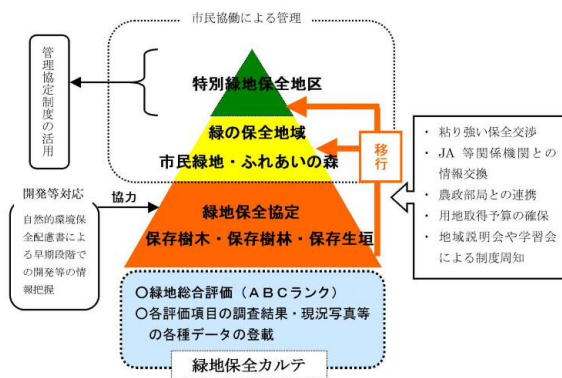 市民協働による管理
管理協定制度の活用
特別緑地保全地区
緑の保全地域
市民緑地・ふれあいの森
移行
・ 粘り強い保全交渉
・ JA 等関係機関との
情報交換
・ 農政部局との連携
・ 用地取得予算の確保
・ 地域説明会や学習会
による制度周知
開発等対応
自然的環境保
全配慮書によ
る早期段階で
の開発等の情
報把握
協力
緑地保全協定
保存樹木・保存樹林・保存生垣
○緑地総合評価(ABCランク)
○各評価項目の調査結果・現況写真等
の各種データの登載
緑地保全カルテ